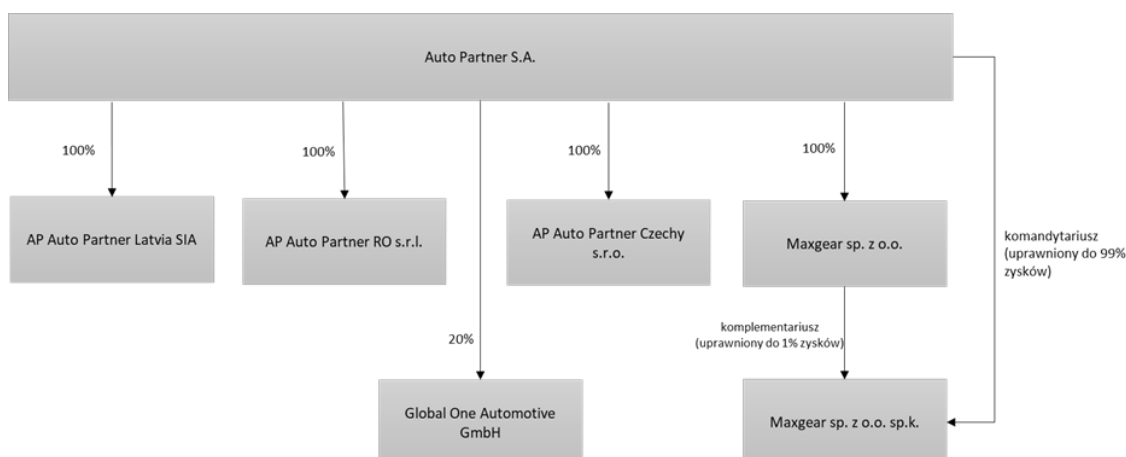 Auto Partner S.A.
100%
100%
100%
100%
AP Auto Partner Latvia SIA
AP Auto Partner RO s.r.l.
AP Auto Partner Czechy
s.r.o.
Maxgear sp. z o.o.
komandytariusz
(uprawniony do 99%
zysków)
20%
komplementariusz
(uprawniony do 1% zysków)
Global One Automotive
GmbH
Maxgear sp. z o.o. sp.k.